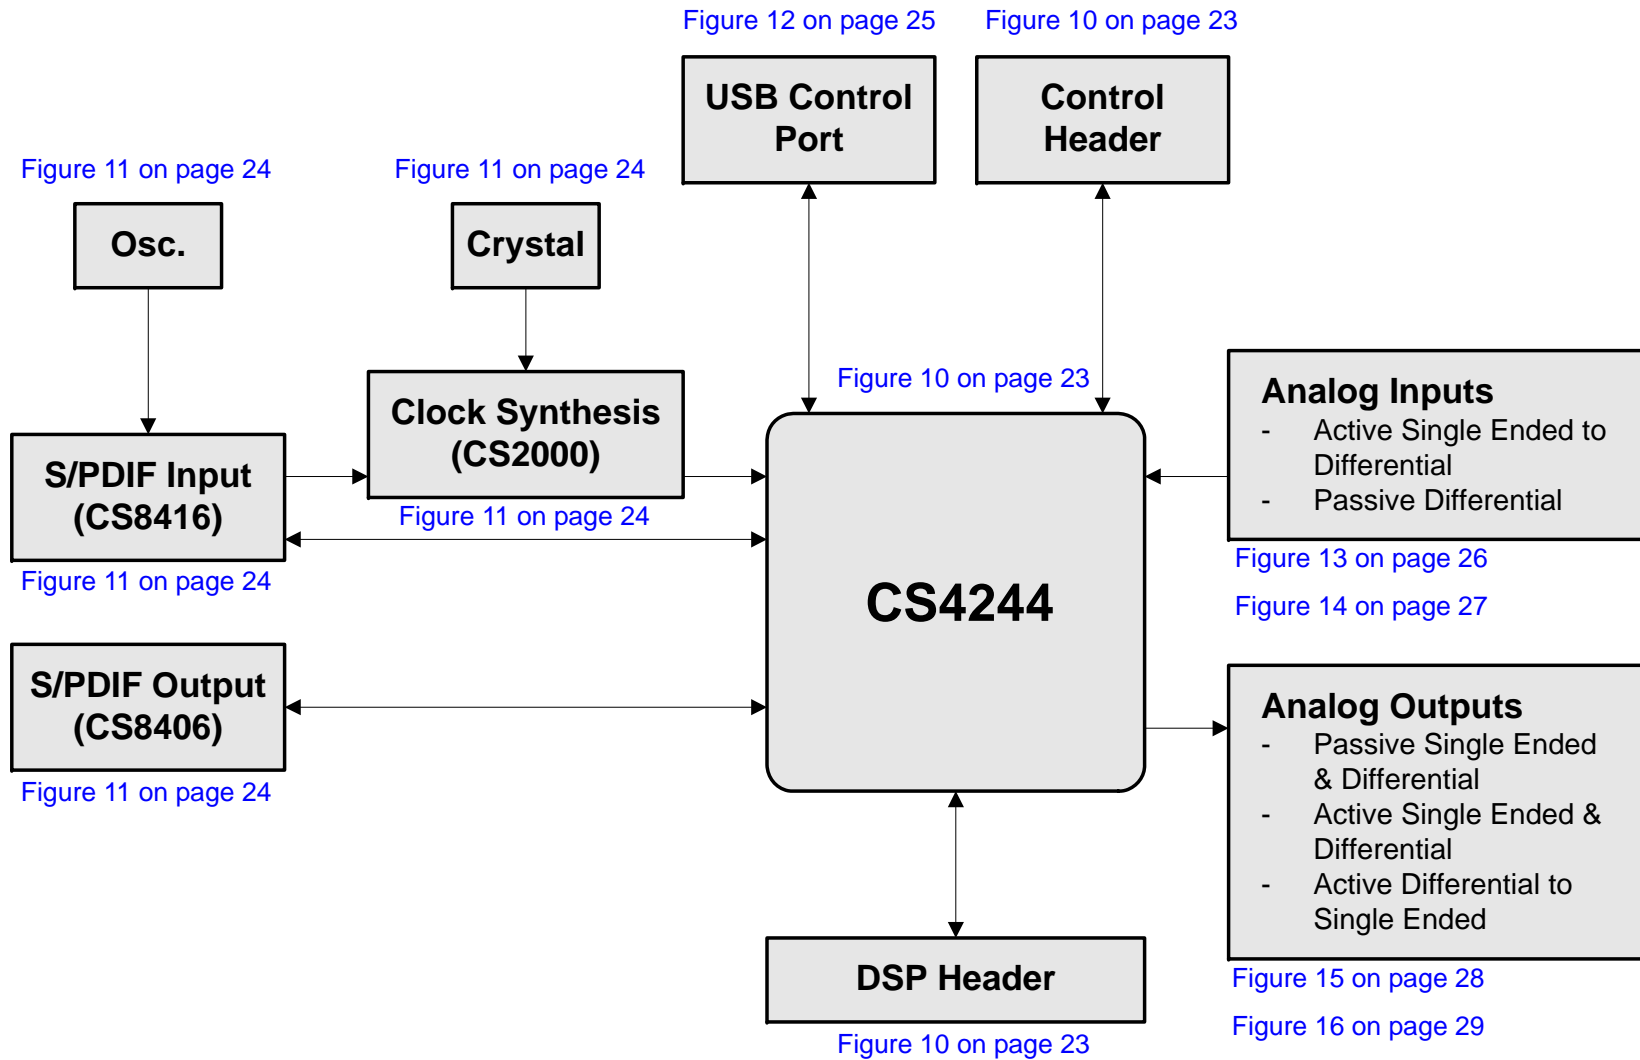 Figure 12 on page 25
Figure 10 on page 23
USB Control
Port
Control
Header
Figure 11 on page 24
Figure 11 on page 24
Osc.
Crystal
Figure 10 on page 23
Clock Synthesis
(CS2000)
Figure 11 on page 24
S/PDIF Input
(CS8416)
Figure 11 on page 24
CS4244
Analog Inputs
- Active Single Ended to
Differential
- Passive Differential
Figure 13 on page 26
Figure 14 on page 27
S/PDIF Output
(CS8406)
Figure 11 on page 24
Analog Outputs
- Passive Single Ended
& Differential
- Active Single Ended &
Differential
- Active Differential to
Single Ended
Figure 15 on page 28
Figure 16 on page 29
DSP Header
Figure 10 on page 23